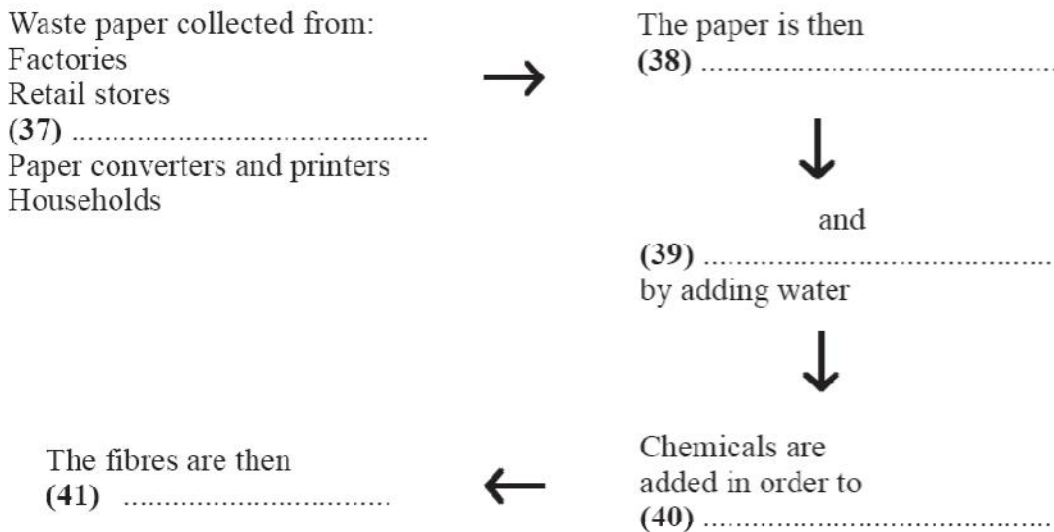 Waste paper collected from:
Factories
Retail stores
(37) ..........................................
Paper converters and printers
Households
The paper is then
(38) ..........................................
and
(39) ..........................................
by adding water
Chemicals are
added in order to
(40) ..........................................
The fibres are then
(41) ................................